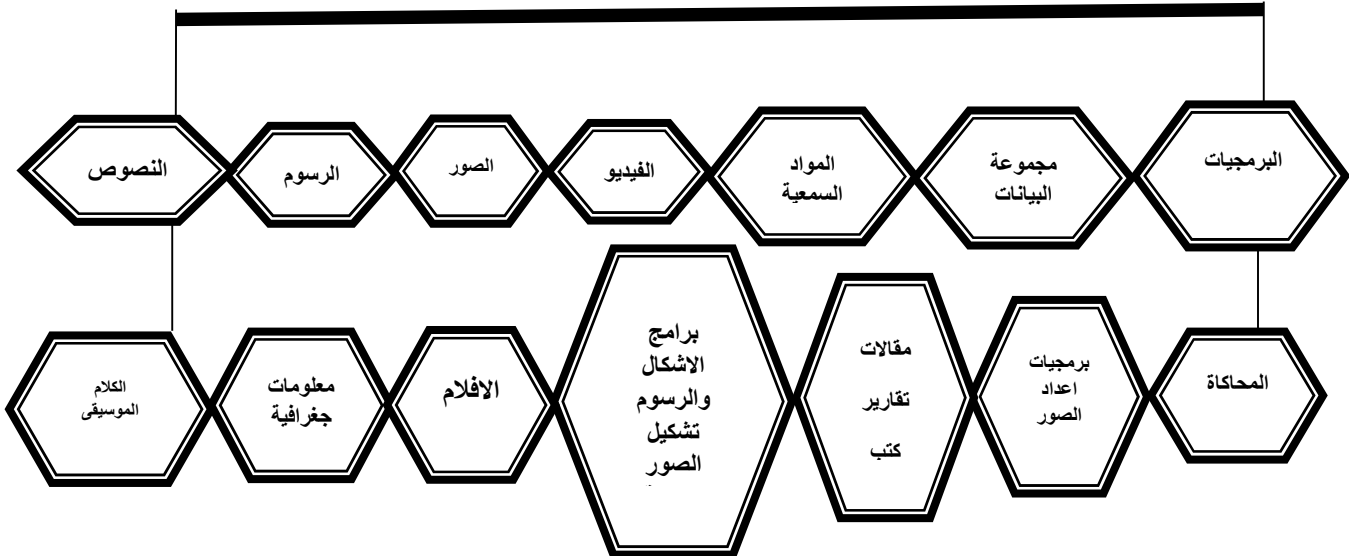 البرمجيات
مجموعة
البيانات
المواد
السمعية
الفيديو
الصور
الرسوم
النصوص
المحاكاة
برمجيات
اعداد
الصور
مقالات
تقارير
كتب
برامج
الاشكال
والرسوم
تشكيل
الصور
الافلام
معلومات
جغرافية
الكلام
الموسيقى